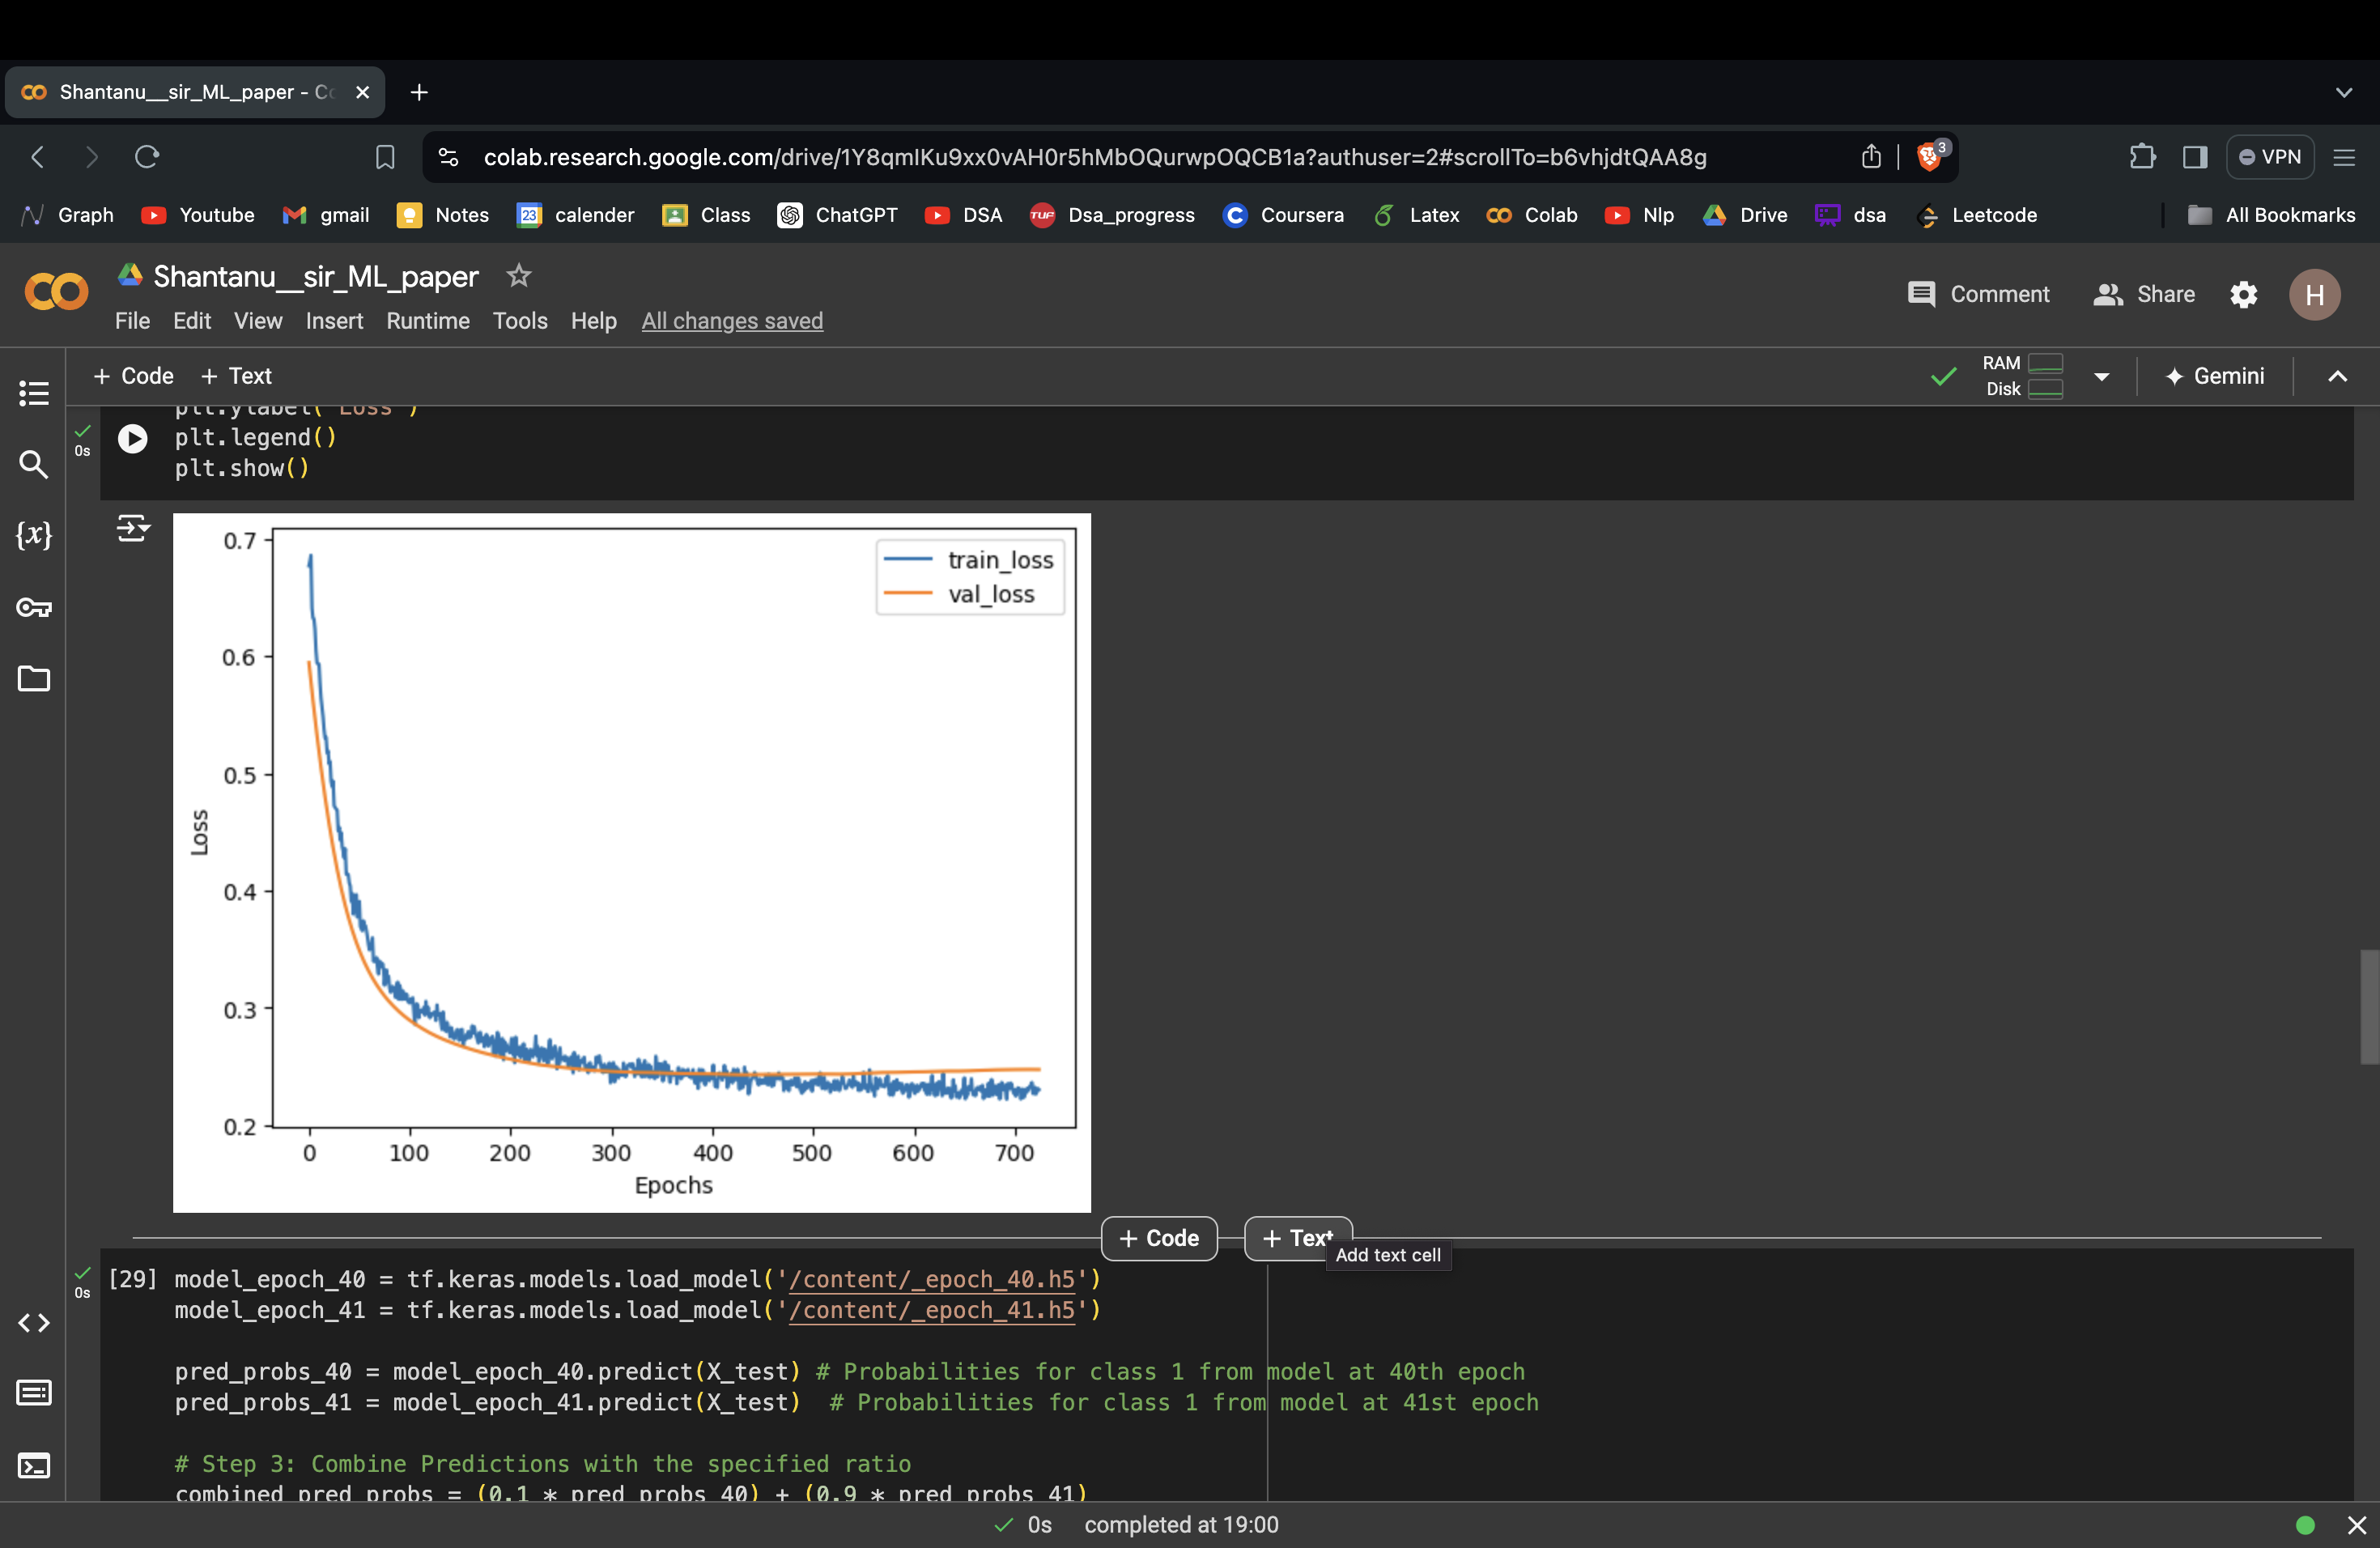 Shantanu__sir_ML_paper - Co
colab.research.google.com/drive/1Y8qmIKu9xx0vAH0r5hMbOQurwpOQCB1a?authuser=2#scrollTo=b6vhjdtQAA8g
3
VPN
Graph Youtube gmail Notes 23 calender Class ChatGPT DSA TUF Dsa_progress Coursera Latex Colab Nlp Drive dsa Leetcode All Bookmarks
Shantanu__sir_ML_paper
Comment Share H
File Edit View Insert Runtime Tools Help All changes saved
+ Code + Text
RAM
Disk
Gemini
plt.ylabel('Loss')
0s
plt.legend()
plt.show()
{x}
0.7
0.6
0.5
0.4
0.3
0.2
Loss
train_loss
val_loss
0 100 200 300 400 500 600 700
Epochs
+ Code + Text
Add text cell
0s
[29] model_epoch_40 = tf.keras.models.load_model('/content/_epoch_40.h5')
model_epoch_41 = tf.keras.models.load_model('/content/_epoch_41.h5')
pred_probs_40 = model_epoch_40.predict(X_test) # Probabilities for class 1 from model at 40th epoch
pred_probs_41 = model_epoch_41.predict(X_test)  # Probabilities for class 1 from model at 41st epoch
# Step 3: Combine Predictions with the specified ratio
combined_pred_probs = (0.1 * pred_probs_40) + (0.9 * pred_probs_41)
0s completed at 19:00